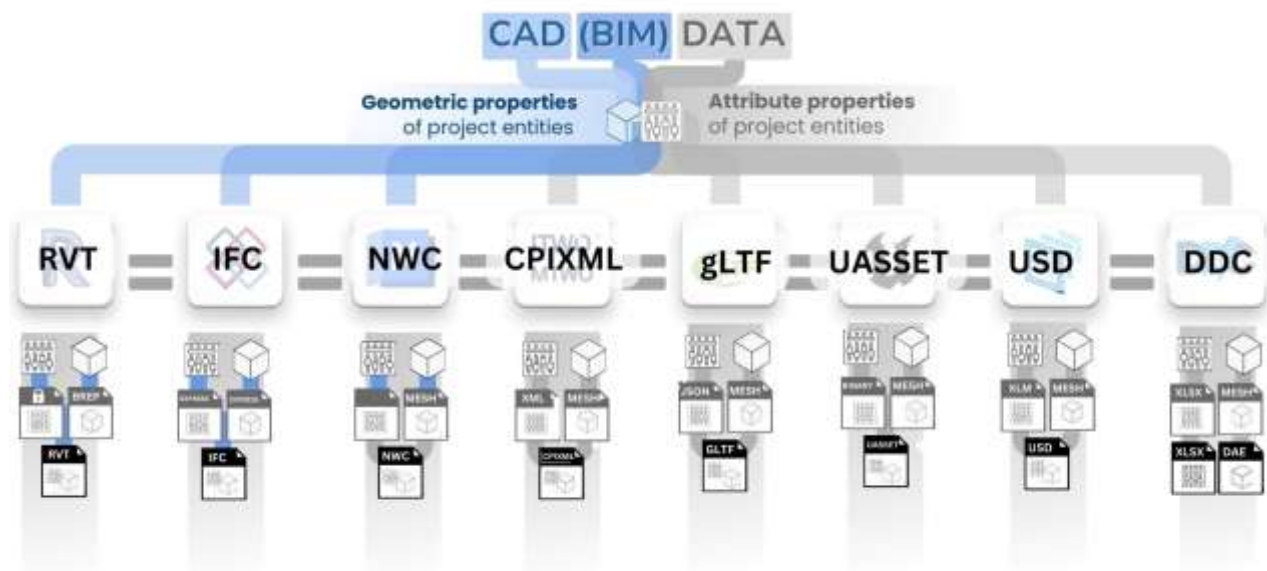 CAD (BIM) DATA
Geometric properties
of project entities
Attribute properties
of project entities
RVT = IFC = NWC = CPIXML = gLTF = UASSET = USD = DDC
BREP
MESH
XML MESH
JSON MESH
BINARY MESH
XLM MESH
XLSX MESH
RVT
IFC
NWC
CPIXML
GLTF
UASSET
USD
XLSX DAE